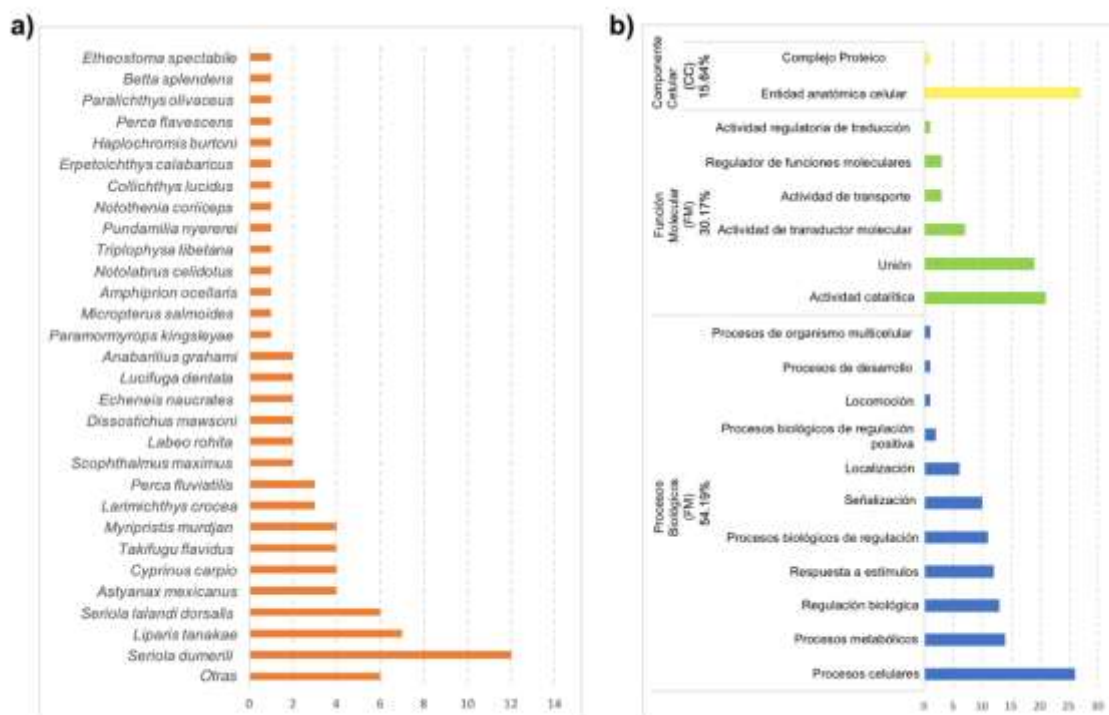 a)
Etheostoma spectabile
Betta splendens
Paralichthys olivaceus
Perca flavescens
Haplochromis burtoni
Erpetoichthys calabaricus
Collichthys lucidus
Notothenia coriiceps
Pundamilia nyererei
Triplophysa tibetana
Notolabrus celidotus
Amphiprion ocellaris
Micropterus salmoides
Paramormyrops kingsleyae
Anabarilius grahami
Lucifuga dentata
Echeneis naucrates
Dissostichus mawsoni
Labeo rohita
Scophthalmus maximus
Perca fluviatilis
Larimichthys crocea
Myripristis murdjan
Takifugu flavidus
Cyprinus carpio
Astyanax mexicanus
Seriola lalandi dorsalis
Liparis tanakae
Seriola dumerili
Otras
0 2 4 6 8 10 12 14
b)
Componente
Celular
(CC)
15.64%
Complejo Proteico
Entidad anatómica celular
Función
Molecular
(FM)
30.17%
Actividad regulatoria de traducción
Regulador de funciones moleculares
Actividad de transporte
Actividad de transductor molecular
Unión
Actividad catalítica
Procesos
Biológicos
(FM)
54.19%
Procesos de organismo multicelular
Procesos de desarrollo
Locomoción
Procesos biológicos de regulación
positiva
Localización
Señalización
Procesos biológicos de regulación
Respuesta a estímulos
Regulación biológica
Procesos metabólicos
Procesos celulares
0 5 10 15 20 25 30